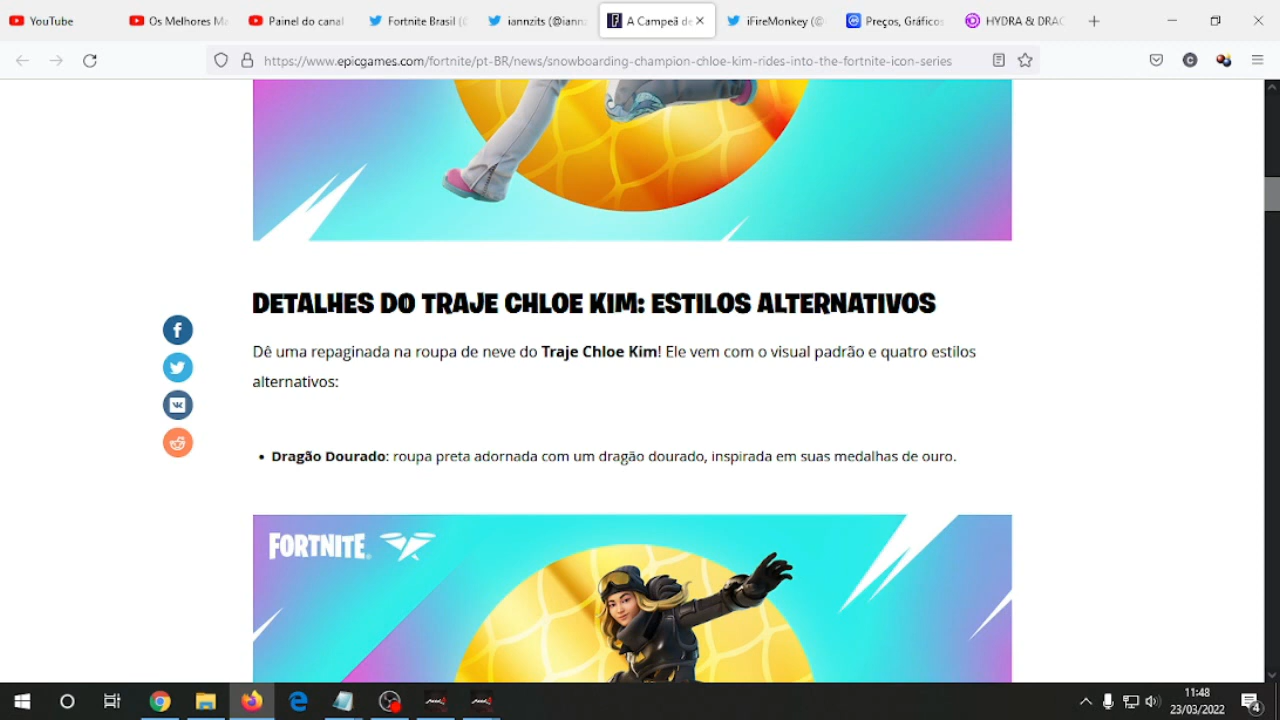 YouTube
Os Melhores Ma
Painel do canal
Fortnite Brasil (@
iannzits (@iannz
A Campeã de
iFireMonkey (@
Preços, Gráficos
HYDRA & DRAC
https://www.epicgames.com/fortnite/pt-BR/news/snowboarding-champion-chloe-kim-rides-into-the-fortnite-icon-series
DETALHES DO TRAJE CHLOE KIM: ESTILOS ALTERNATIVOS
Dê uma repaginada na roupa de neve do Traje Chloe Kim! Ele vem com o visual padrão e quatro estilos
alternativos:
• Dragão Dourado: roupa preta adornada com um dragão dourado, inspirada em suas medalhas de ouro.
FORTNITE
11:48
23/03/2022
4